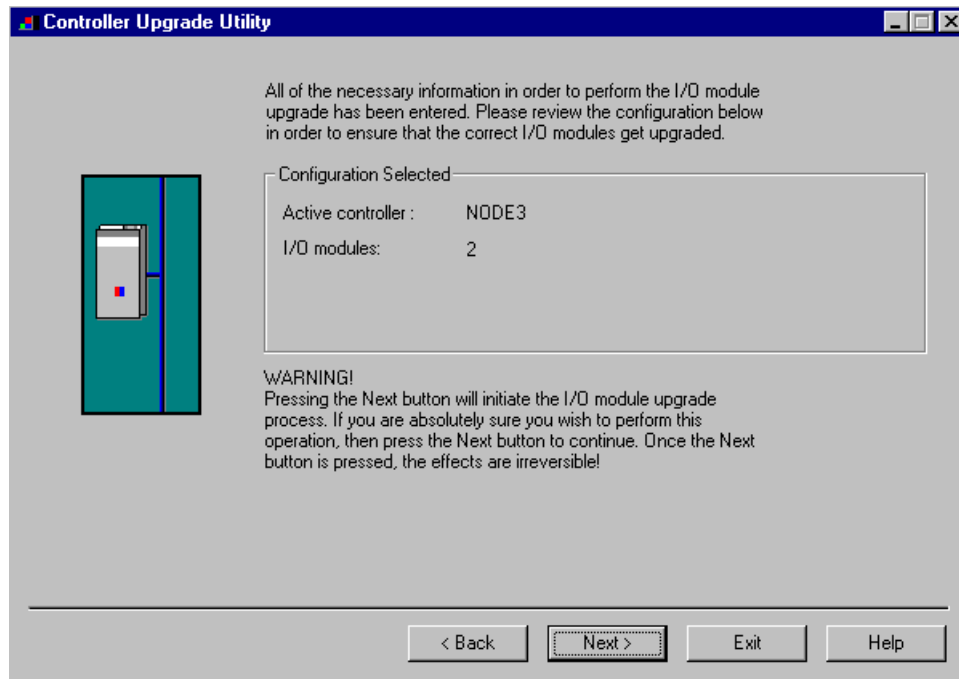 Controller Upgrade Utility
All of the necessary information in order to perform the I/O module
upgrade has been entered. Please review the configuration below
in order to ensure that the correct I/O modules get upgraded.
Configuration Selected
Active controller : NODE3
I/O modules: 2
WARNING!
Pressing the Next button will initiate the I/O module upgrade
process. If you are absolutely sure you wish to perform this
operation, then press the Next button to continue. Once the Next
button is pressed, the effects are irreversible!
< Back Next > Exit Help